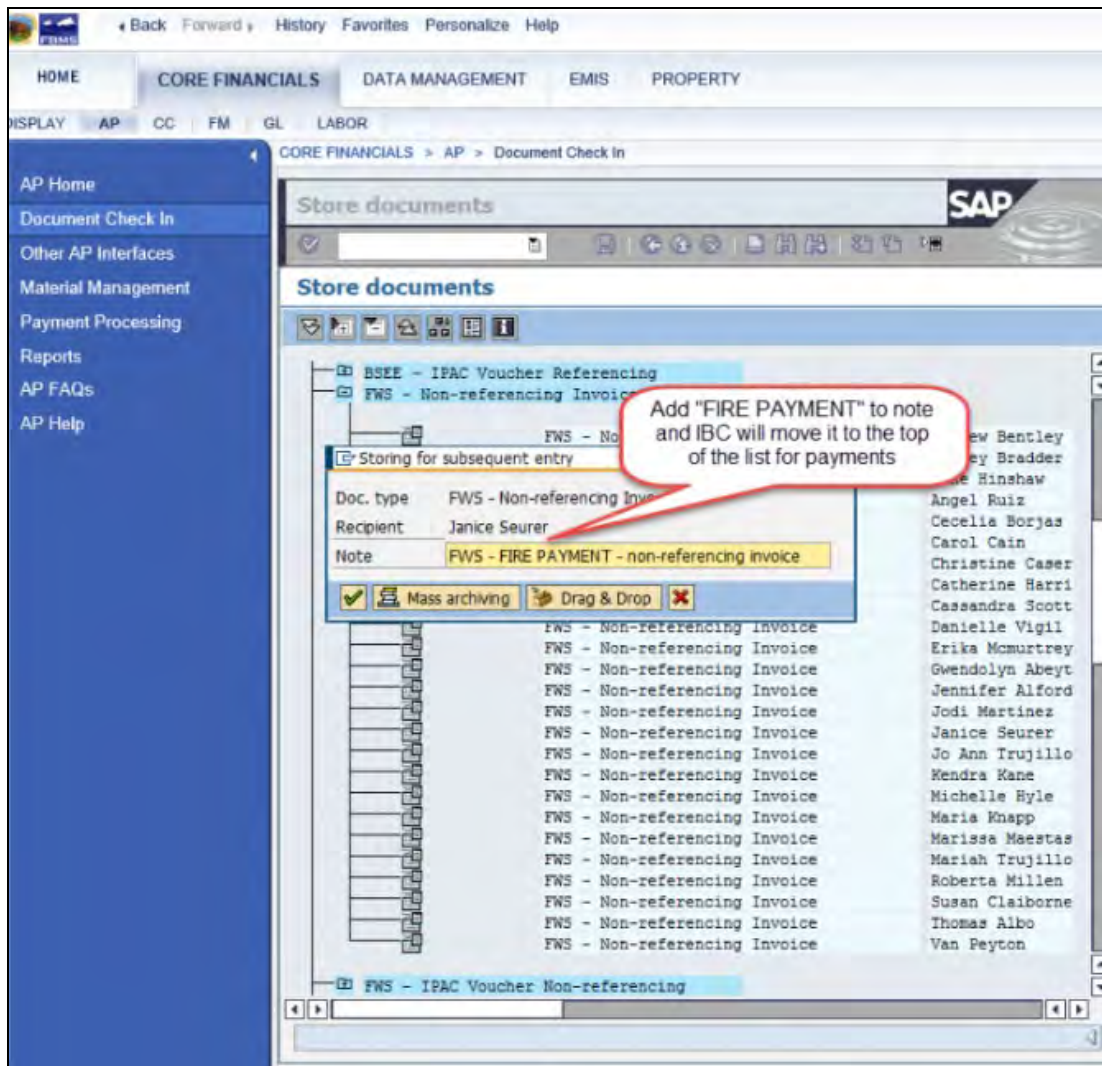 FBMS
Back Forward History Favorites Personalize Help
HOME CORE FINANCIALS DATA MANAGEMENT EMIS PROPERTY
DISPLAY AP CC FM GL LABOR
CORE FINANCIALS > AP > Document Check In
AP Home
Document Check In
Other AP Interfaces
Material Management
Payment Processing
Reports
AP FAQs
AP Help
Store documents
SAP
Store documents
BSEE - IPAC Voucher Referencing
FWS - Non-referencing Invoice
Add "FIRE PAYMENT" to note
and IBC will move it to the top
of the list for payments
FWS - No ew Bentley
ey Bradder
Hinshaw
Angel Ruiz
Cecelia Borjas
Carol Cain
Christine Caser
Catherine Harri
Cassandra Scott
Storing for subsequent entry
Doc. type FWS - Non-referencing Invo
Recipient Janice Seurer
Note FWS - FIRE PAYMENT - non-referencing invoice
Mass archiving Drag & Drop
FWS - Non-referencing Invoice Danielle Vigil
FWS - Non-referencing Invoice Erika Mcmurtrey
FWS - Non-referencing Invoice Gwendolyn Abeyt
FWS - Non-referencing Invoice Jennifer Alford
FWS - Non-referencing Invoice Jodi Martinez
FWS - Non-referencing Invoice Janice Seurer
FWS - Non-referencing Invoice Jo Ann Trujillo
FWS - Non-referencing Invoice Kendra Kane
FWS - Non-referencing Invoice Michelle Hyle
FWS - Non-referencing Invoice Maria Knapp
FWS - Non-referencing Invoice Marissa Maestas
FWS - Non-referencing Invoice Mariah Trujillo
FWS - Non-referencing Invoice Roberta Millen
FWS - Non-referencing Invoice Susan Claiborne
FWS - Non-referencing Invoice Thomas Albo
FWS - Non-referencing Invoice Van Peyton
FWS - IPAC Voucher Non-referencing